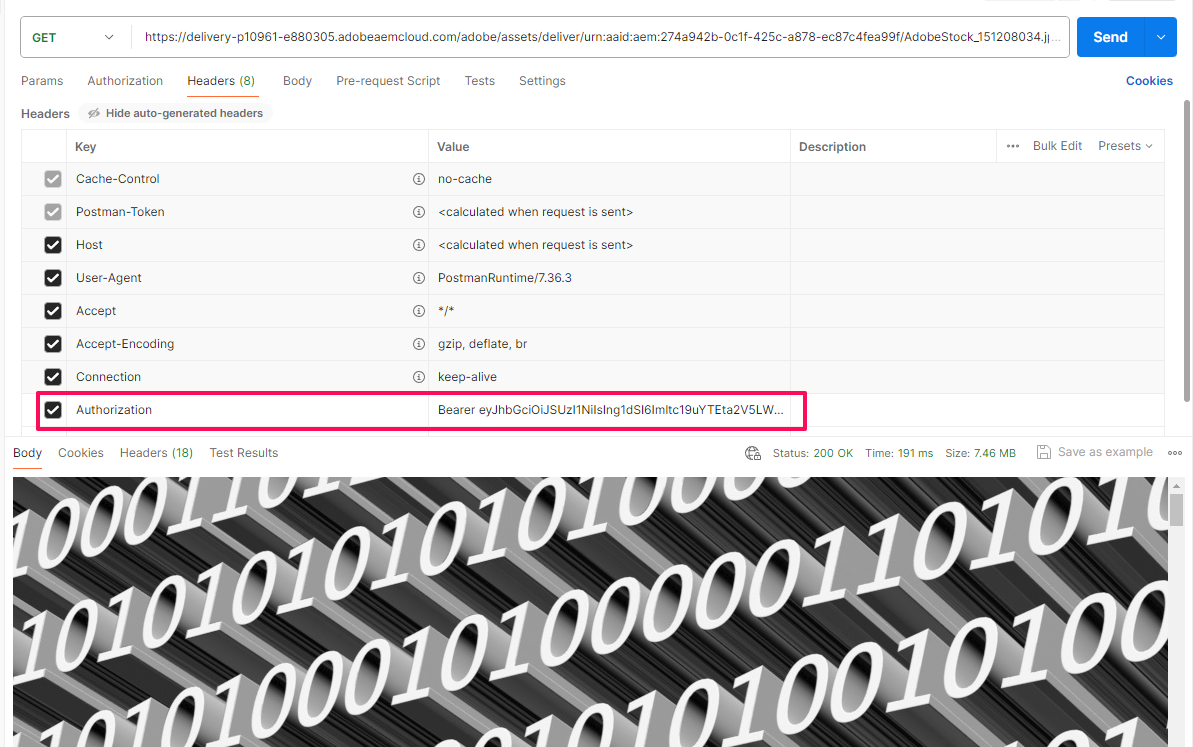 GET https://delivery-p10961-e880305.adobeaemcloud.com/adobe/assets/deliver/urn:aaid:aem:274a942b-0c1f-425c-a878-ec87c4fea99f/AdobeStock_151208034.jp... Send
Params Authorization Headers (8) Body Pre-request Script Tests Settings Cookies
Headers Hide auto-generated headers
Key Value Description ••• Bulk Edit Presets
Cache-Control no-cache
Postman-Token <calculated when request is sent>
Host <calculated when request is sent>
User-Agent PostmanRuntime/7.36.3
Accept */*
Accept-Encoding gzip, deflate, br
Connection keep-alive
Authorization Bearer eyJhbGciOiJSUzI1NiIsIng1dSI6Imltc19uYTEta2V5LW...
Body Cookies Headers (18) Test Results Status: 200 OK Time: 191 ms Size: 7.46 MB Save as example